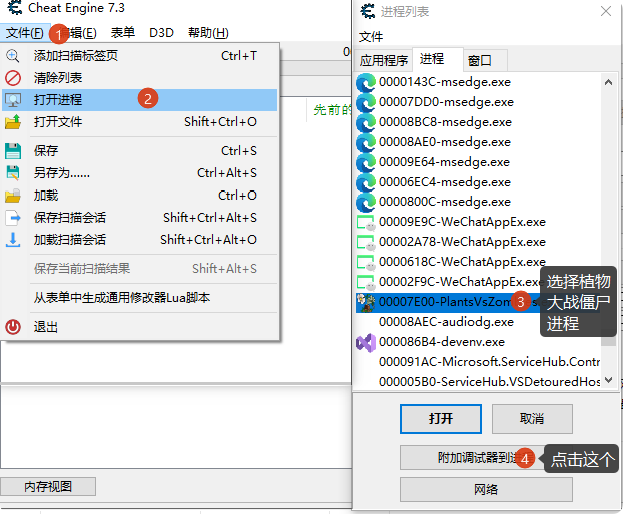 Cheat Engine 7.3
文件(F)
1
辑(E)
表单
D3D
帮助(H)
添加扫描标签页 Ctrl+T
清除列表
打开进程
2
打开文件 Shift+Ctrl+O
保存 Ctrl+S
另存为...... Ctrl+Alt+S
加载 Ctrl+O
保存扫描会话 Shift+Ctrl+Alt+S
加载扫描会话 Shift+Ctrl+Alt+O
保存当前扫描结果 Shift+Alt+S
从表单中生成通用修改器Lua脚本
退出
00
先前的
内存视图
进程列表
文件
应用程序 进程 窗口
0000143C-msedge.exe
00007DD0-msedge.exe
00008BC8-msedge.exe
00008AE0-msedge.exe
00009E64-msedge.exe
00006EC4-msedge.exe
0000800C-msedge.exe
00009E9C-WeChatAppEx.exe
00002A78-WeChatAppEx.exe
0000618C-WeChatAppEx.exe
00002F9C-WeChatAppEx.exe
00007E00-PlantsVsZom
3
选择植物
大战僵尸
进程
00008AEC-audiodg.exe
000086B4-devenv.exe
000091AC-Microsoft.ServiceHub.Contr
000005B0-ServiceHub.VSDetouredHos
打开 取消
附加调试器到进
4
点击这个
网络